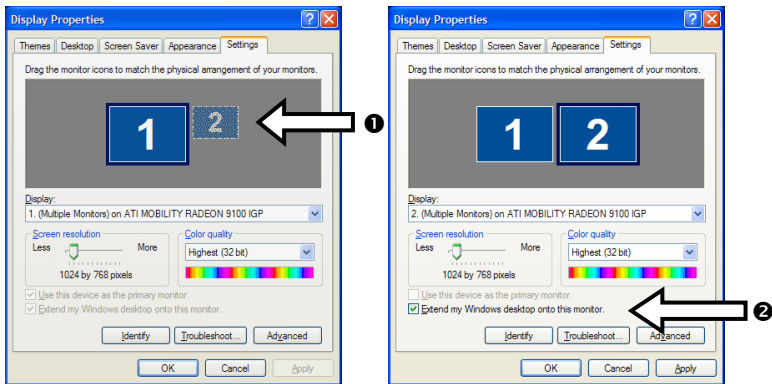 Display Properties
Themes Desktop Screen Saver Appearance Settings
Drag the monitor icons to match the physical arrangement of your monitors.
1 2
❶
Display:
1. (Multiple Monitors) on ATI MOBILITY RADEON 9100 IGP
Screen resolution
Less More
1024 by 768 pixels
Color quality
Highest (32 bit)
Use this device as the primary monitor.
Extend my Windows desktop onto this monitor.
Identify Troubleshoot... Advanced
OK Cancel Apply
Display Properties
Themes Desktop Screen Saver Appearance Settings
Drag the monitor icons to match the physical arrangement of your monitors.
1 2
Display:
2. (Multiple Monitors) on ATI MOBILITY RADEON 9100 IGP
Screen resolution
Less More
1024 by 768 pixels
Color quality
Highest (32 bit)
Use this device as the primary monitor.
Extend my Windows desktop onto this monitor.
❷
Identify Troubleshoot... Advanced
OK Cancel Apply